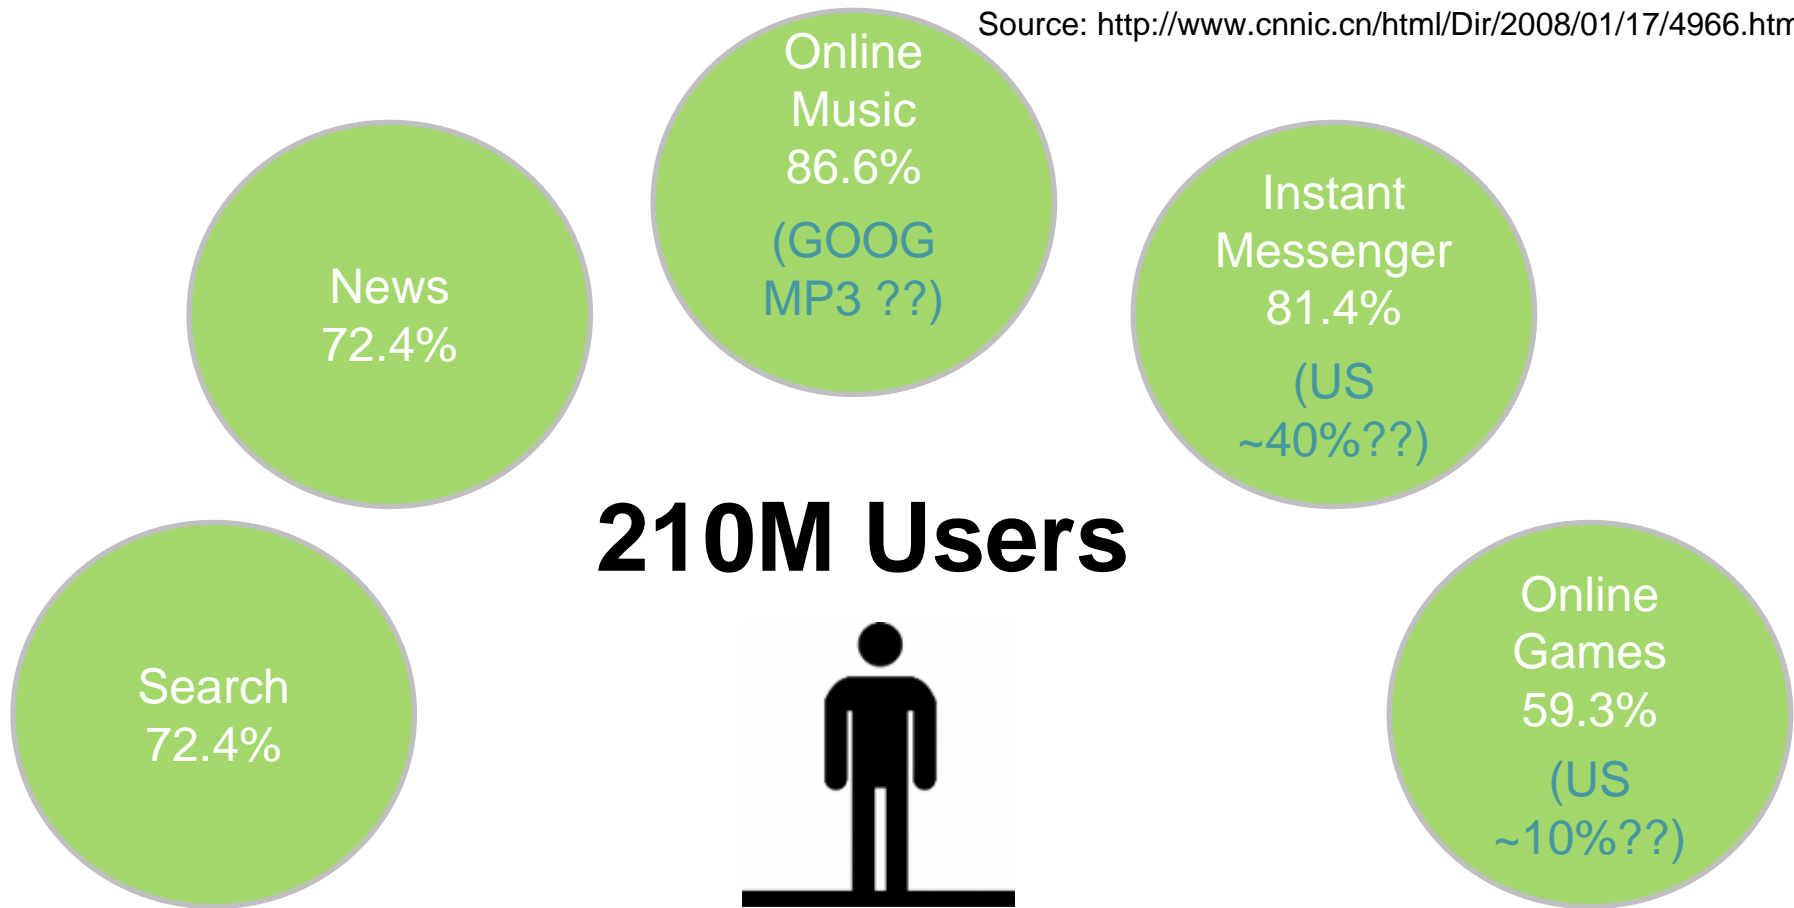 Source: http://www.cnnic.cn/html/Dir/2008/01/17/4966.htm
Online
Music
86.6%
(GOOG
MP3 ??)
Instant
Messenger
81.4%
(US
~40%??)
News
72.4%
210M Users
Search
72.4%
Online
Games
59.3%
(US
~10%??)